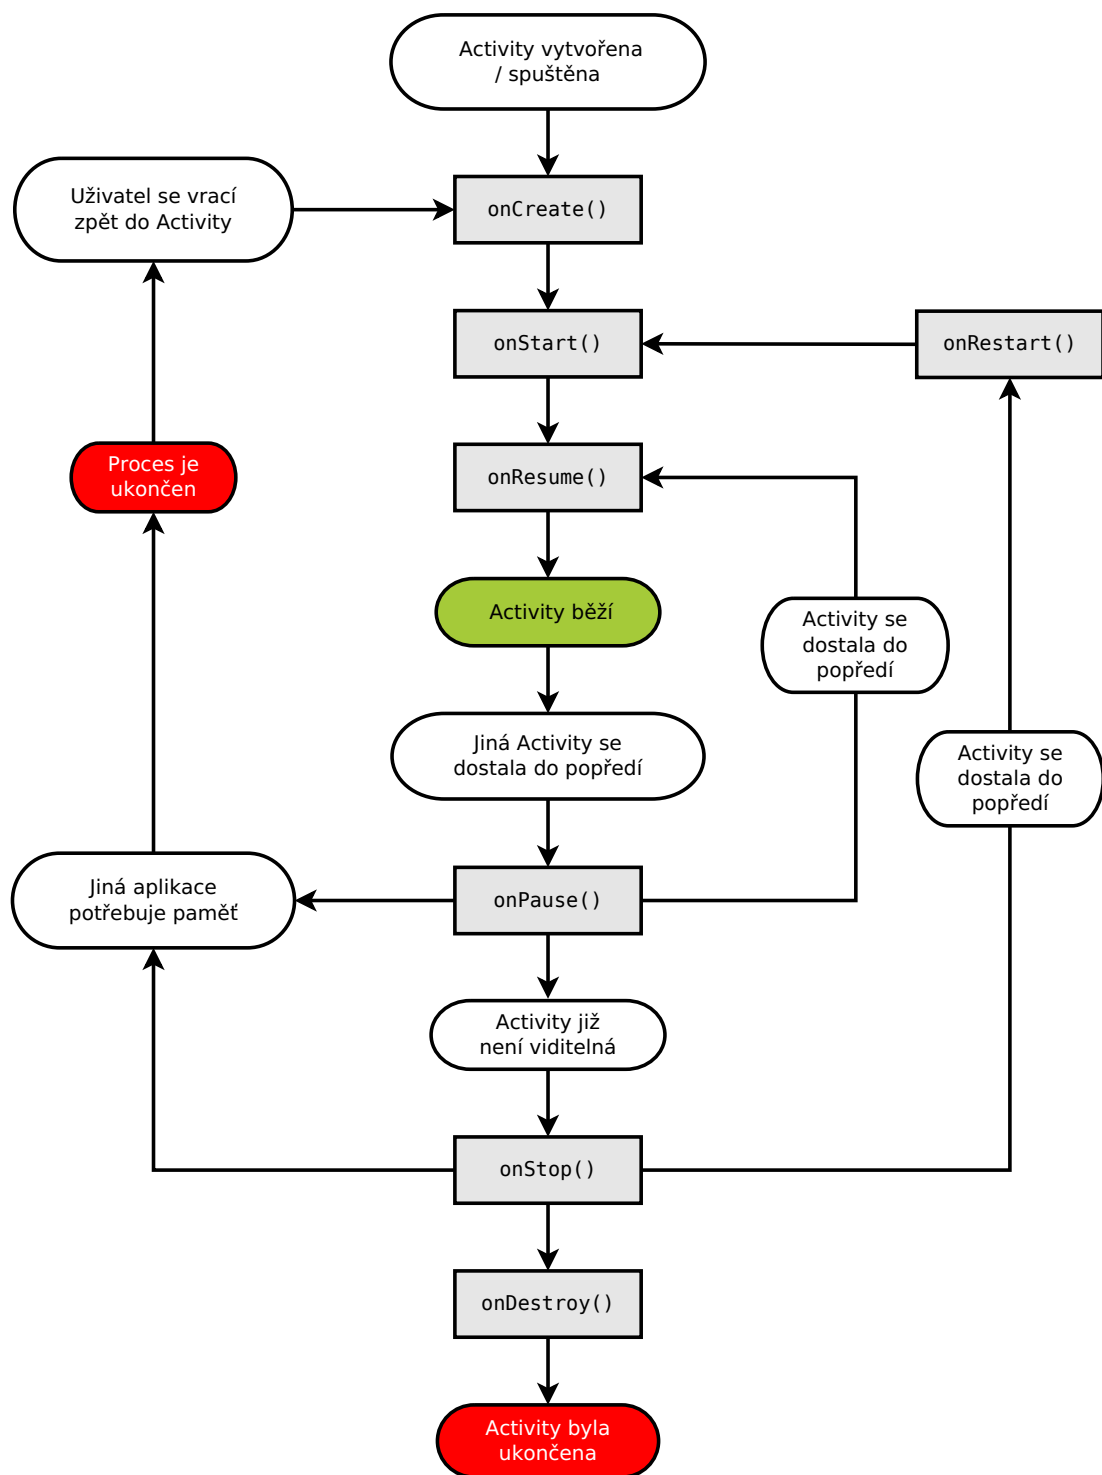 Activity vytvořena
/ spuštěna
Uživatel se vrací
zpět do Activity
onCreate()
onStart()
onRestart()
Proces je
ukončen
onResume()
Activity běží
Activity se
dostala do
popředí
Jiná Activity se
dostala do popředí
Activity se
dostala do
popředí
Jiná aplikace
potřebuje paměť
onPause()
Activity již
není viditelná
onStop()
onDestroy()
Activity byla
ukončena